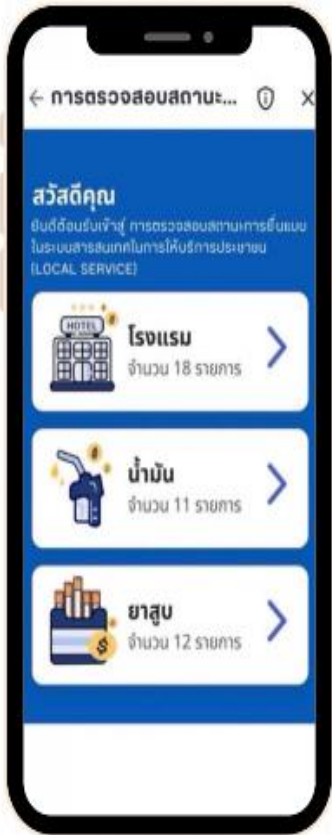 การตรวจสอบสถานะ...
สวัสดีคุณ
ยินดีต้อนรับเข้าสู่ การตรวจสอบสถานะการยื่นแบบ
ในระบบสารสนเทศในการให้บริการประชาชน
(LOCAL SERVICE)
HOTEL
โรงแรม
จำนวน 18 รายการ
น้ำมัน
จำนวน 11 รายการ
ยาสูบ
จำนวน 12 รายการ
$